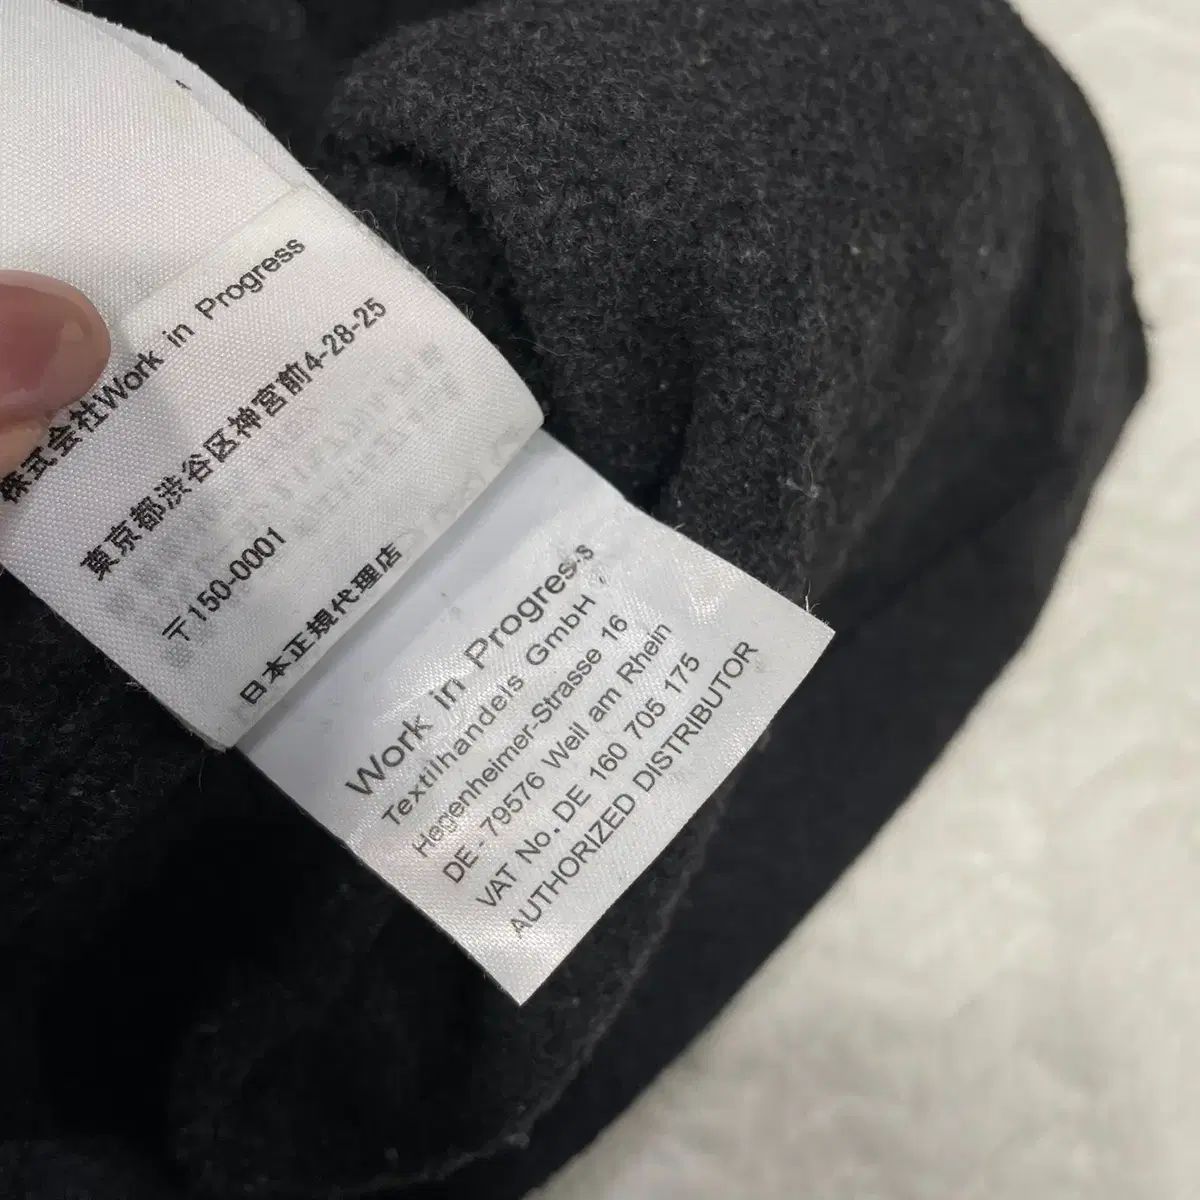 株式会社Work in Progress
東京都渋谷区神宮前4-28-25
〒150-0001
日本正規代理店
Work in Progress
Textilhandels GmbH
Hegenheimer-Strasse 16
DE - 79576 Weil am Rhein
VAT No. DE 160 705 175
AUTHORIZED DISTRIBUTOR